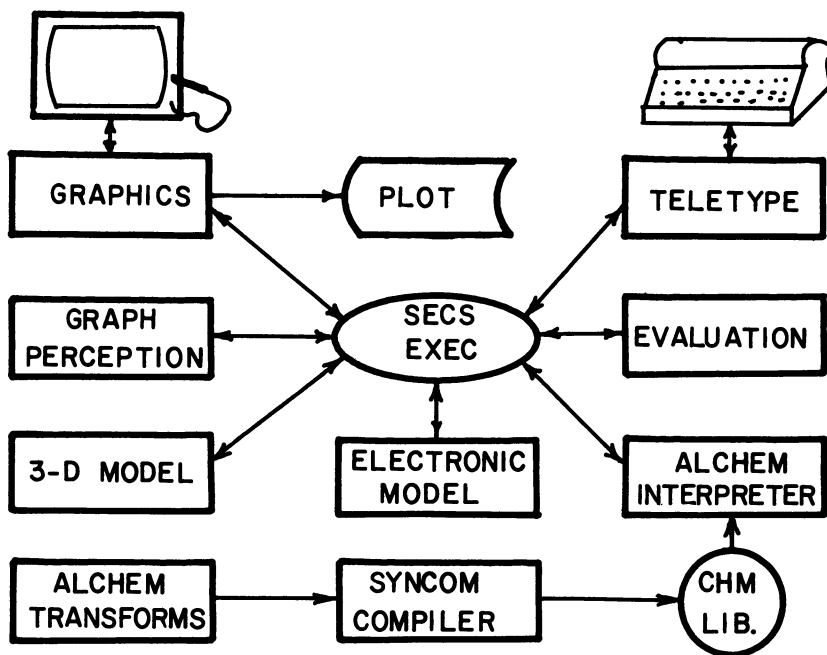 GRAPHICS
PLOT
TELETYPE
GRAPH
PERCEPTION
SECS
EXEC
EVALUATION
3-D MODEL
ELECTRONIC
MODEL
ALCHEM
INTERPRETER
ALCHEM
TRANSFORMS
SYNCOM
COMPILER
CHM
LIB.